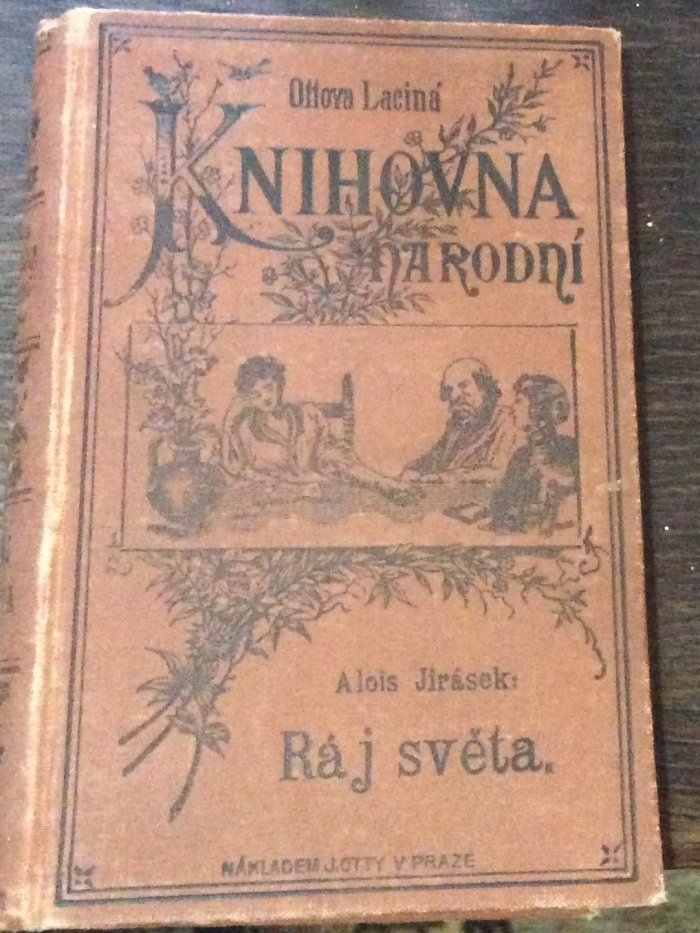 Ottova Laciná
KNIHOVNA
NÁRODNÍ
Alois Jirásek:
Ráj světa.
NÁKLADEM J. OTTY V PRAZE